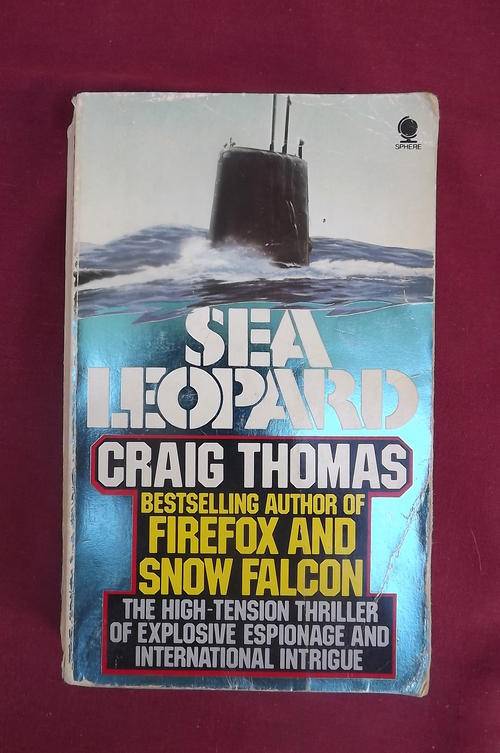 SPHERE
SEA
LEOPARD
CRAIG THOMAS
BESTSELLING AUTHOR OF
FIREFOX AND
SNOW FALCON
THE HIGH-TENSION THRILLER
OF EXPLOSIVE ESPIONAGE AND
INTERNATIONAL INTRIGUE